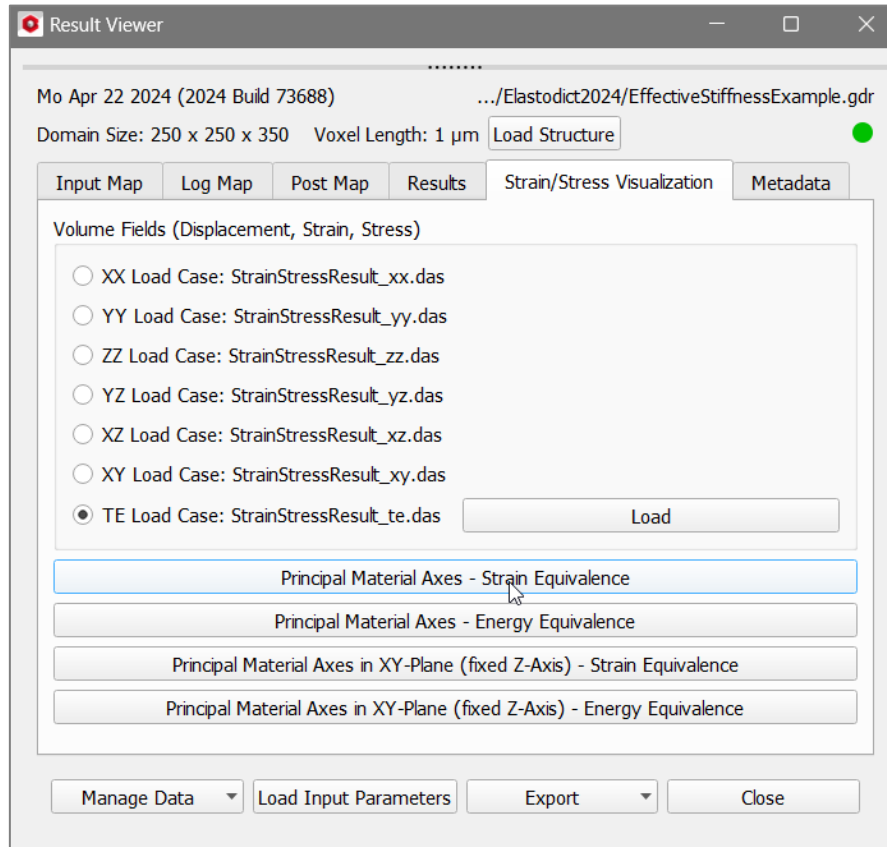 Result Viewer
Mo Apr 22 2024 (2024 Build 73688) .../Elastodict2024/EffectiveStiffnessExample.gdr
Domain Size: 250 x 250 x 350 Voxel Length: 1 µm Load Structure
Input Map Log Map Post Map Results Strain/Stress Visualization Metadata
Volume Fields (Displacement, Strain, Stress)
XX Load Case: StrainStressResult_xx.das
YY Load Case: StrainStressResult_yy.das
ZZ Load Case: StrainStressResult_zz.das
YZ Load Case: StrainStressResult_yz.das
XZ Load Case: StrainStressResult_xz.das
XY Load Case: StrainStressResult_xy.das
TE Load Case: StrainStressResult_te.das Load
Principal Material Axes - Strain Equivalence
Principal Material Axes - Energy Equivalence
Principal Material Axes in XY-Plane (fixed Z-Axis) - Strain Equivalence
Principal Material Axes in XY-Plane (fixed Z-Axis) - Energy Equivalence
Manage Data Load Input Parameters Export Close